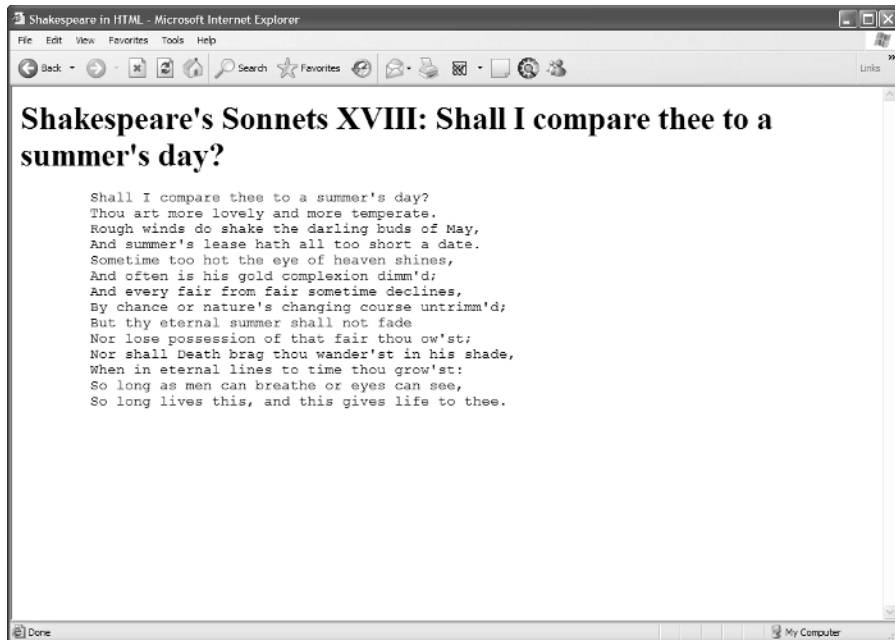 Shakespeare in HTML - Microsoft Internet Explorer
File Edit View Favorites Tools Help
Back Search Favorites Links »
Shakespeare's Sonnets XVIII: Shall I compare thee to a
summer's day?
Shall I compare thee to a summer's day?
Thou art more lovely and more temperate.
Rough winds do shake the darling buds of May,
And summer's lease hath all too short a date.
Sometime too hot the eye of heaven shines,
And often is his gold complexion dimm'd;
And every fair from fair sometime declines,
By chance or nature's changing course untrimm'd;
But thy eternal summer shall not fade
Nor lose possession of that fair thou ow'st;
Nor shall Death brag thou wander'st in his shade,
When in eternal lines to time thou grow'st:
So long as men can breathe or eyes can see,
So long lives this, and this gives life to thee.
Done My Computer